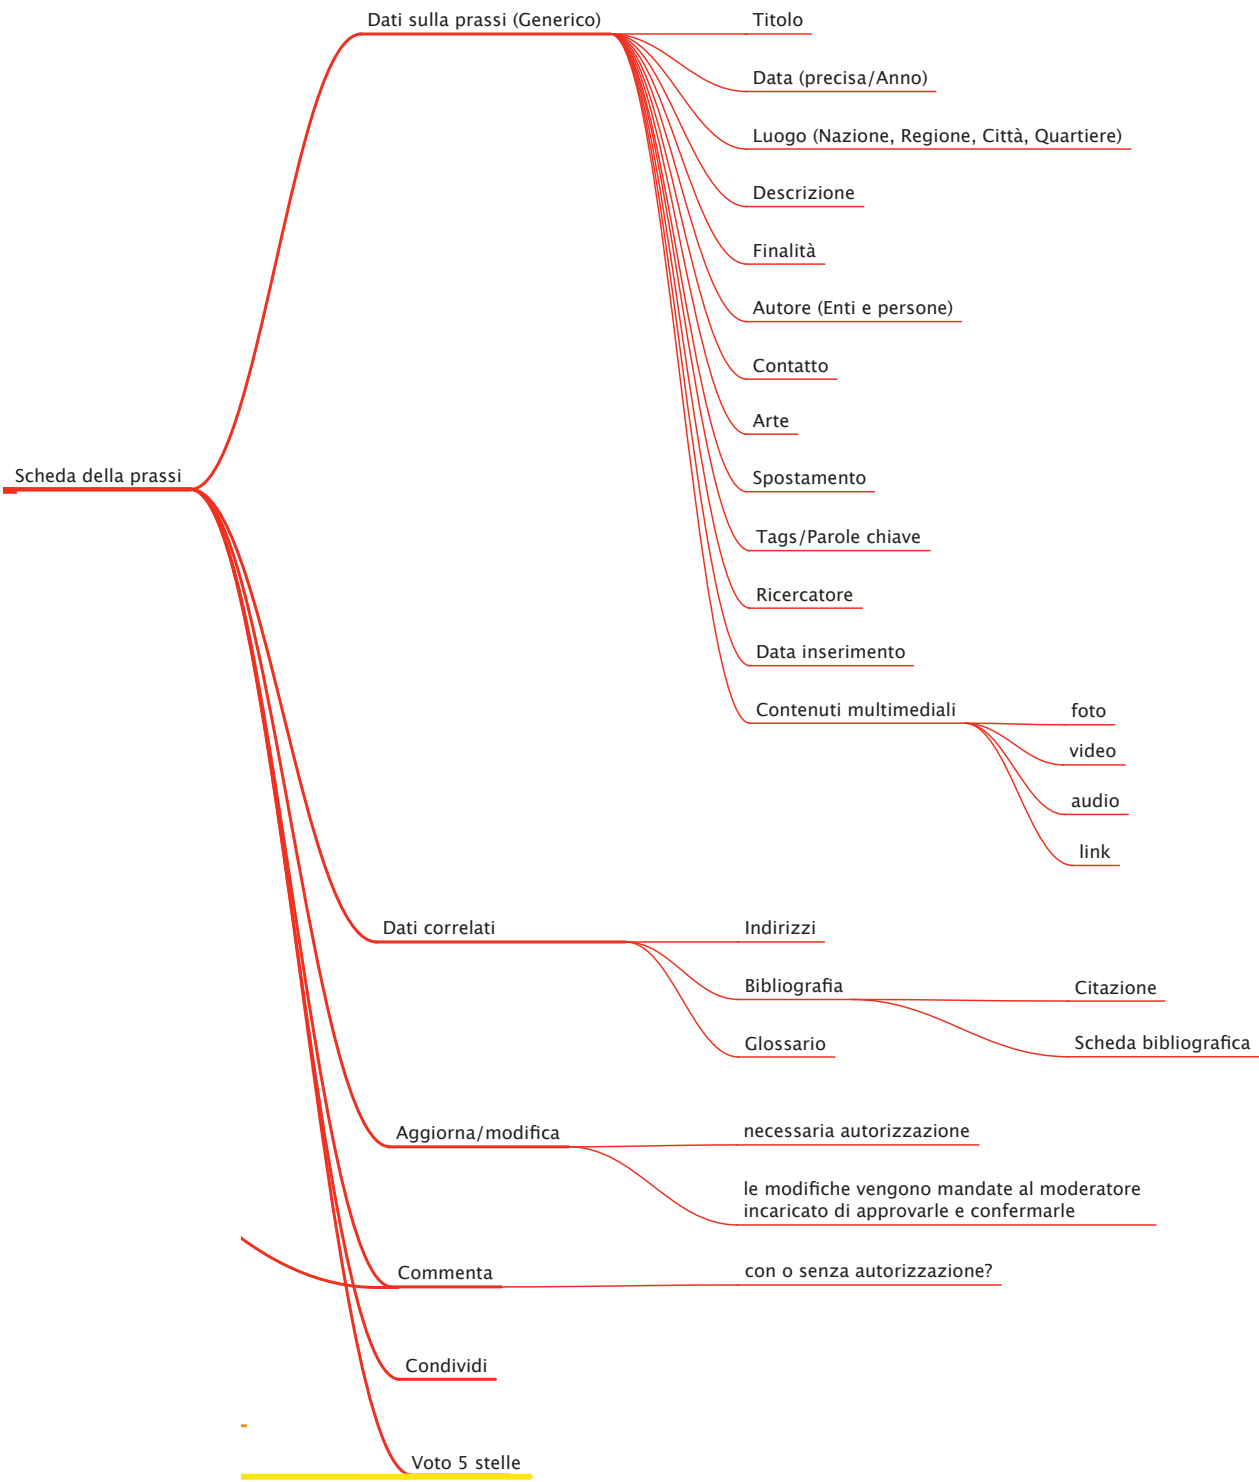 Scheda della prassi
Dati sulla prassi (Generico)
Titolo
Data (precisa/Anno)
Luogo (Nazione, Regione, Città, Quartiere)
Descrizione
Finalità
Autore (Enti e persone)
Contatto
Arte
Spostamento
Tags/Parole chiave
Ricercatore
Data inserimento
Contenuti multimediali
foto
video
audio
link
Dati correlati
Indirizzi
Bibliografia
Citazione
Scheda bibliografica
Glossario
Aggiorna/modifica
necessaria autorizzazione
le modifiche vengono mandate al moderatore
incaricato di approvarle e confermarle
Commenta
con o senza autorizzazione?
Condividi
Voto 5 stelle